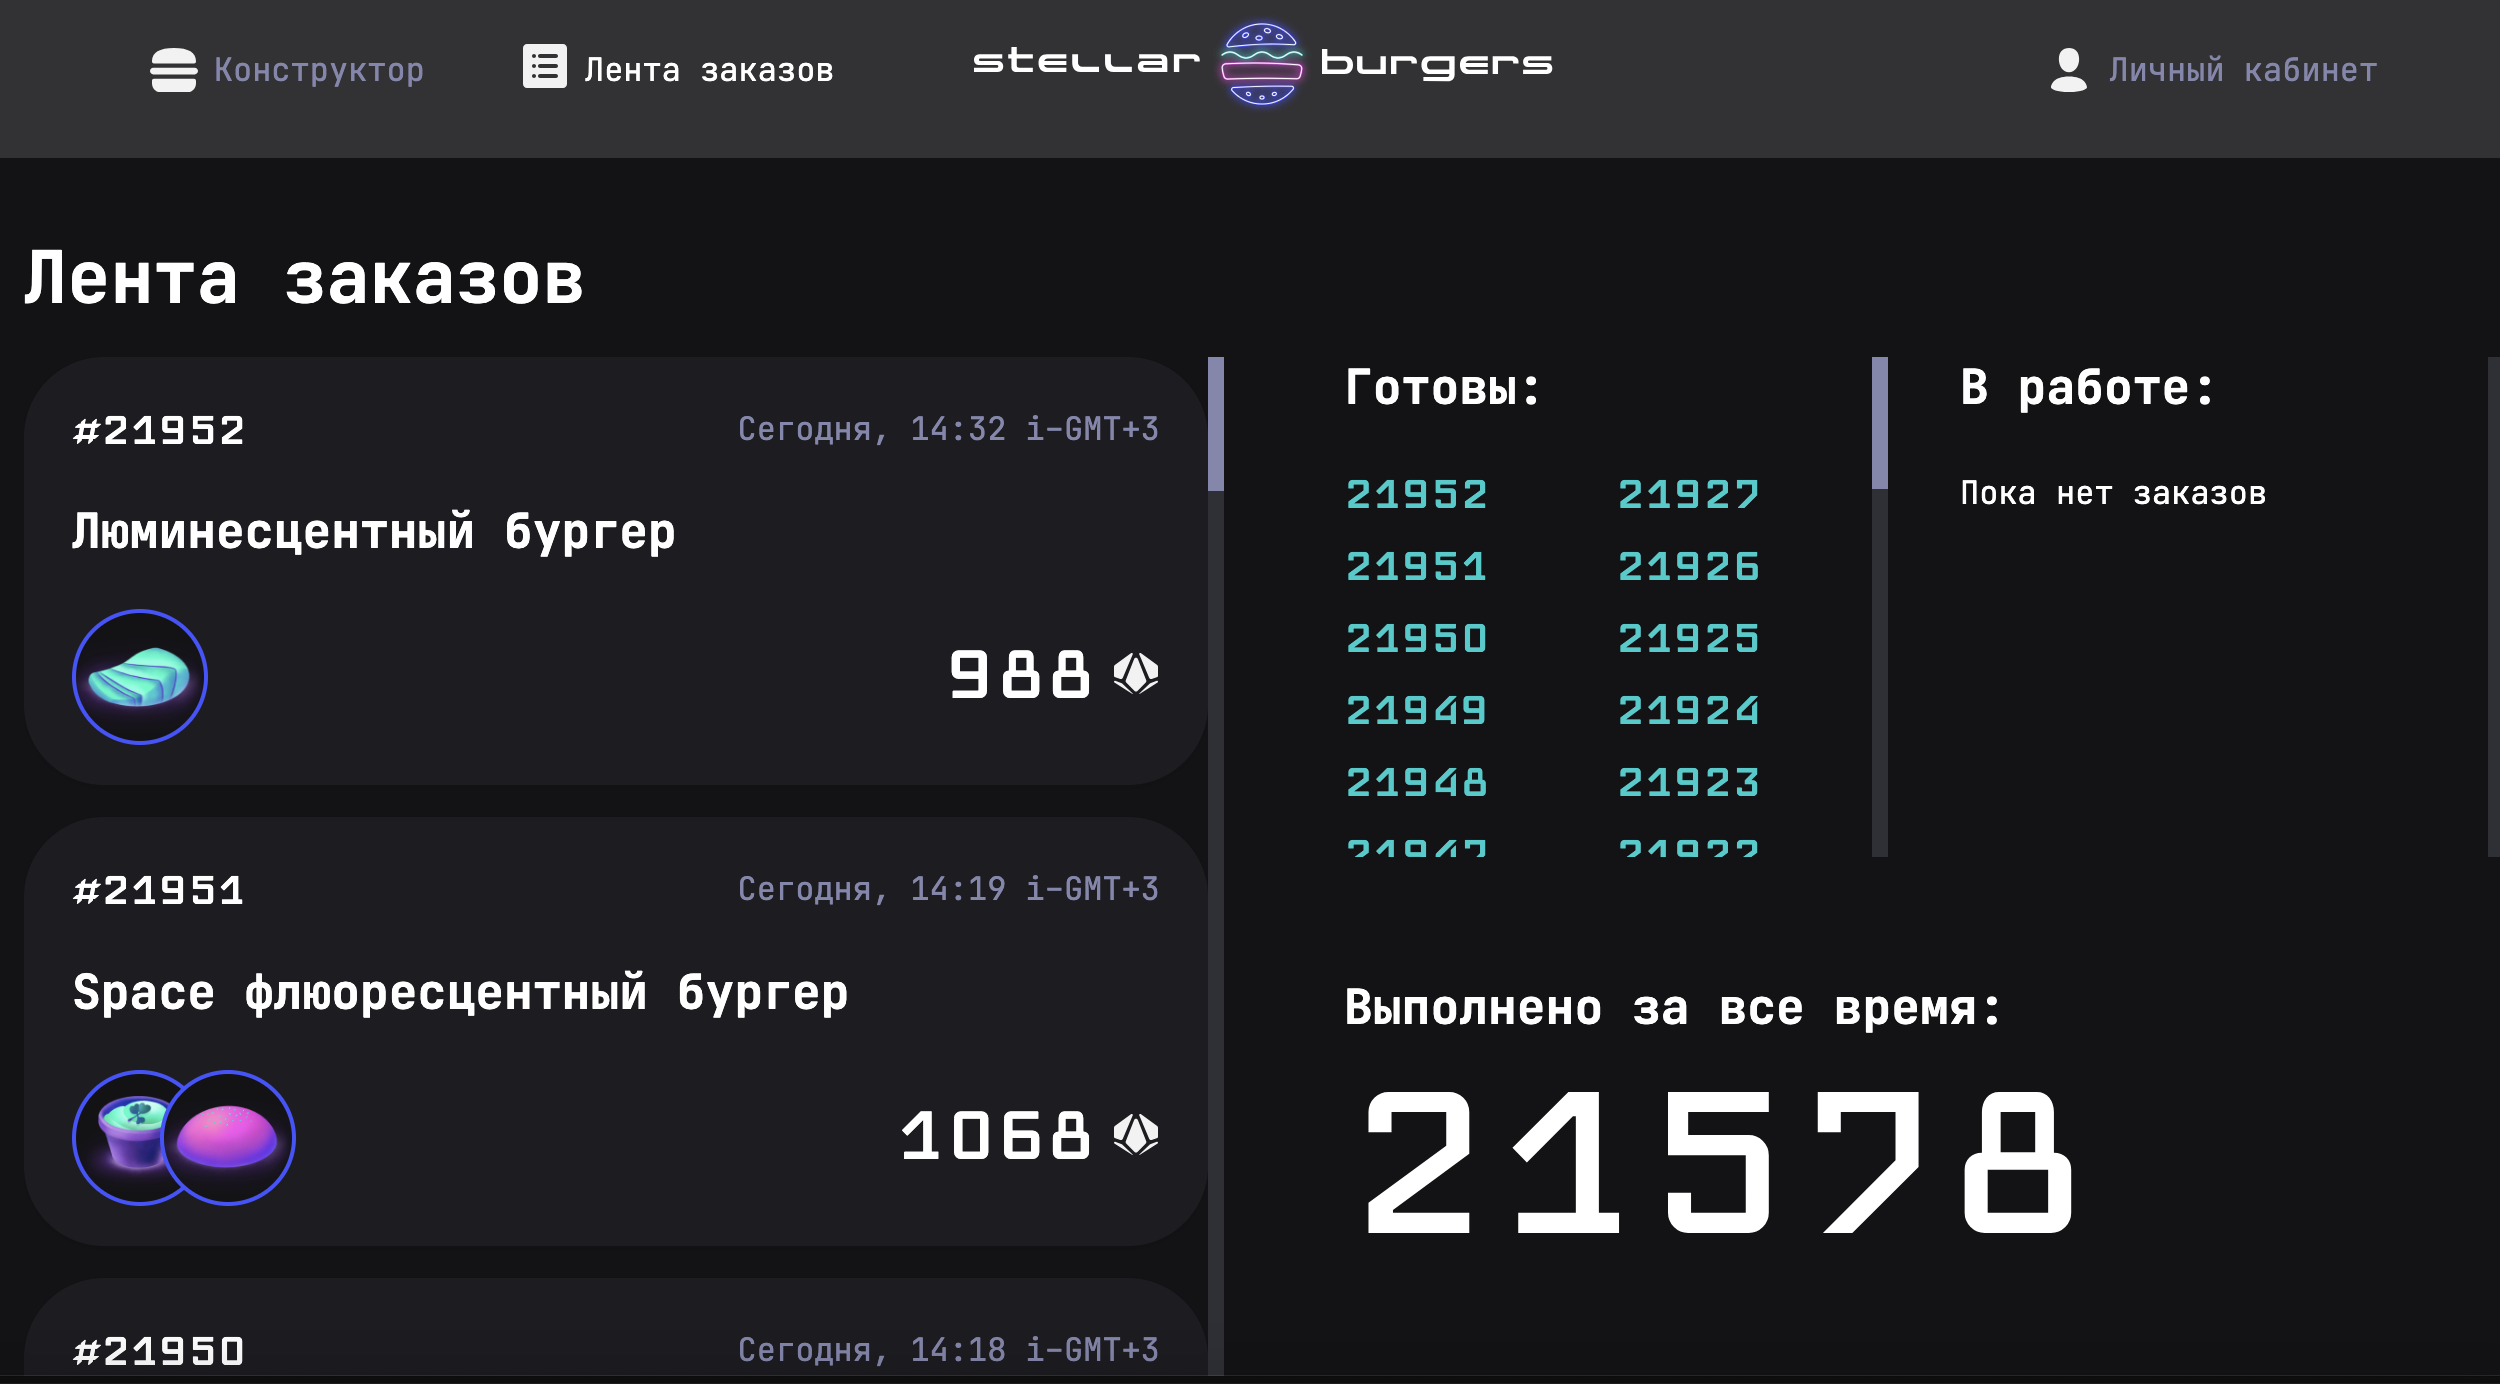 Конструктор
Лента заказов
stellar burgers
Личный кабинет
Лента заказов
#21952 Сегодня, 14:32 i-GMT+3
Люминесцентный бургер
988
#21951 Сегодня, 14:19 i-GMT+3
Space флюоресцентный бургер
1068
#21950 Сегодня, 14:18 i-GMT+3
Готовы:
21952 21927
21951 21926
21950 21925
21949 21924
21948 21923
21947 21922
В работе:
Пока нет заказов
Выполнено за все время:
21578